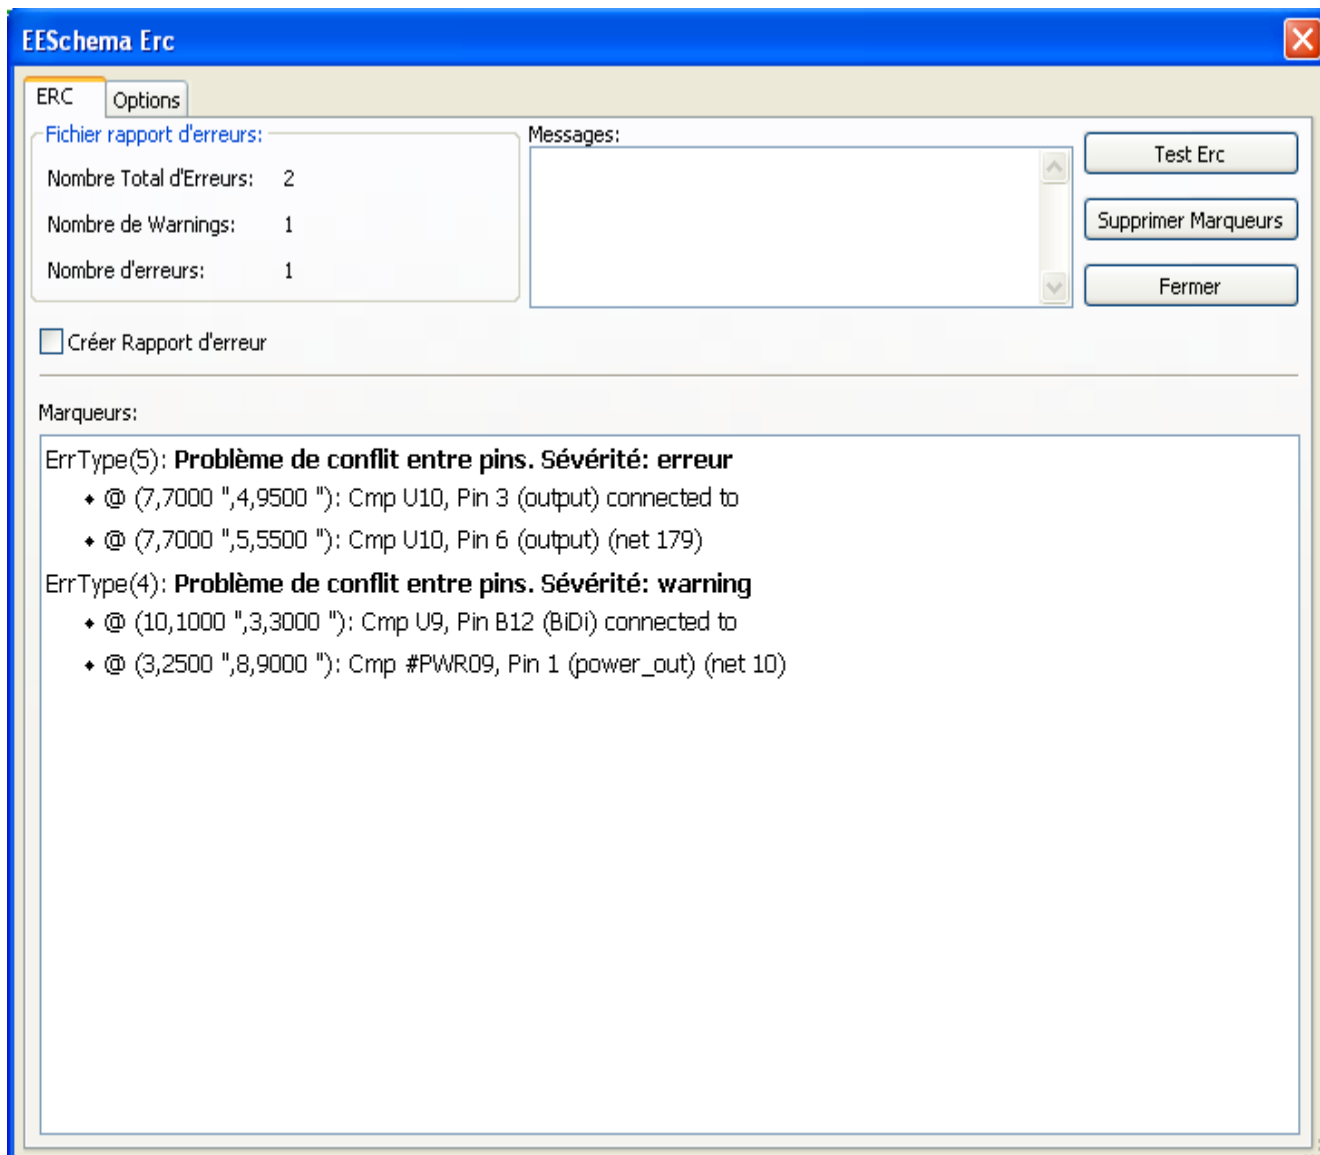 EESchema Erc
ERC
Options
Fichier rapport d'erreurs:
Nombre Total d'Erreurs: 2
Nombre de Warnings: 1
Nombre d'erreurs: 1
Messages:
Test Erc
Supprimer Marqueurs
Fermer
Créer Rapport d'erreur
Marqueurs:
ErrType(5): Problème de conflit entre pins. Sévérité: erreur
◆ @ (7,7000 ",4,9500 "): Cmp U10, Pin 3 (output) connected to
◆ @ (7,7000 ",5,5500 "): Cmp U10, Pin 6 (output) (net 179)
ErrType(4): Problème de conflit entre pins. Sévérité: warning
◆ @ (10,1000 ",3,3000 "): Cmp U9, Pin B12 (BiDi) connected to
◆ @ (3,2500 ",8,9000 "): Cmp #PWR09, Pin 1 (power_out) (net 10)